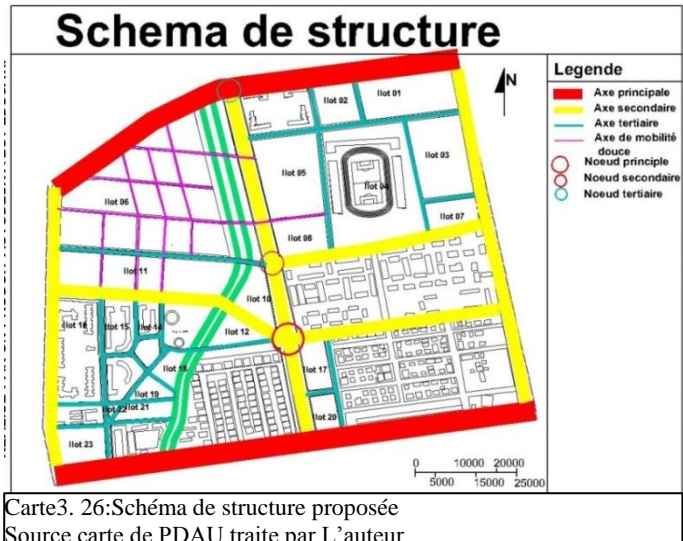 Schema de structure
N
Legende
Axe principale
Axe secondaire
Axe tertiaire
Axe de mobilité
douce
Noeud principle
Noeud secondaire
Noeud tertiaire
Ilot 01
Ilot 02
Ilot 03
Ilot 04
Ilot 05
Ilot 06
Ilot 07
Ilot 08
Ilot 10
Ilot 11
Ilot 12
Ilot 14
Ilot 15
Ilot 16
Ilot 17
Ilot 18
Ilot 19
Ilot 20
Ilot 21
Ilot 22
Ilot 23
0 10000 20000
5000 15000 25000
Carte3. 26:Schéma de structure proposée
Source carte de PDAU traite par L'auteur